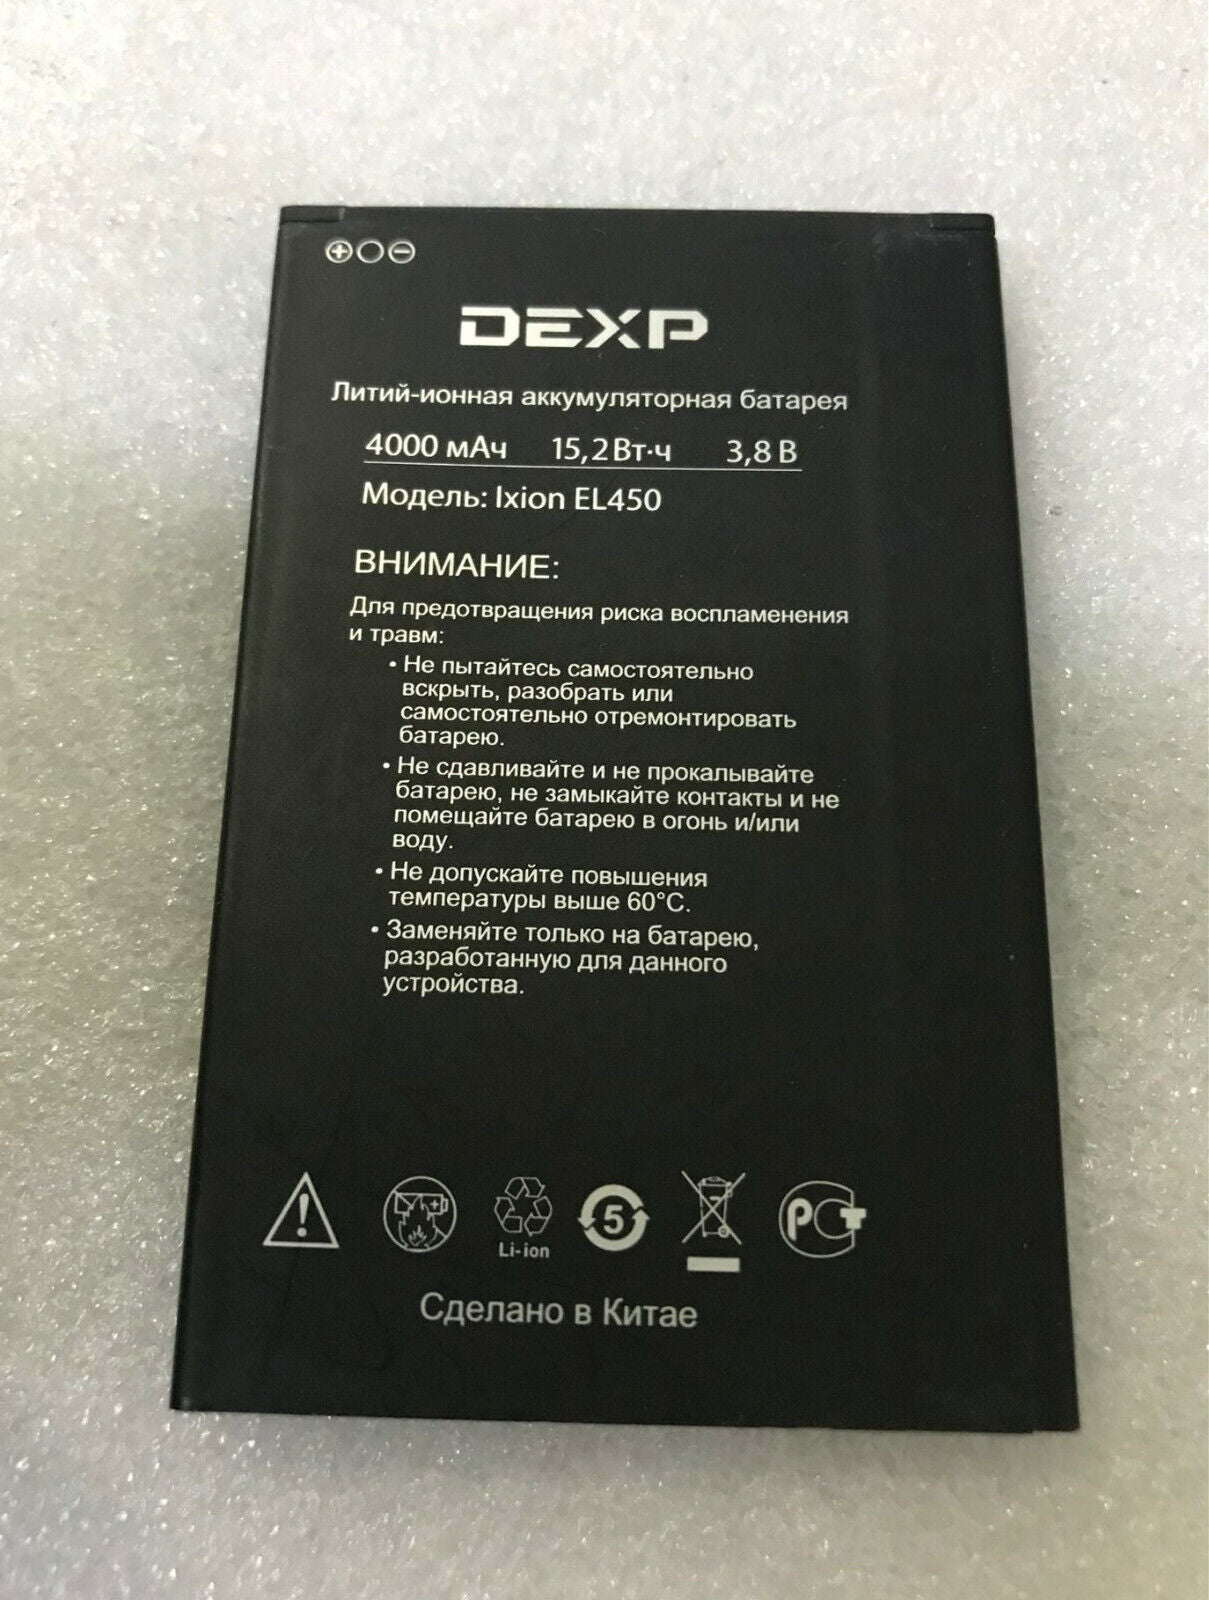 DEXP
Литий-ионная аккумуляторная батарея
4000 мАч 15,2Вт·ч 3,8 В
Модель: Ixion EL450
ВНИМАНИЕ:
Для предотвращения риска воспламенения
и травм:
• Не пытайтесь самостоятельно
вскрыть, разобрать или
самостоятельно отремонтировать
батарею.
• Не сдавливайте и не прокалывайте
батарею, не замыкайте контакты и не
помещайте батарею в огонь и/или
воду.
• Не допускайте повышения
температуры выше 60°C.
• Заменяйте только на батарею,
разработанную для данного
устройства.
5
РСТ
Li-ion
Сделано в Китае